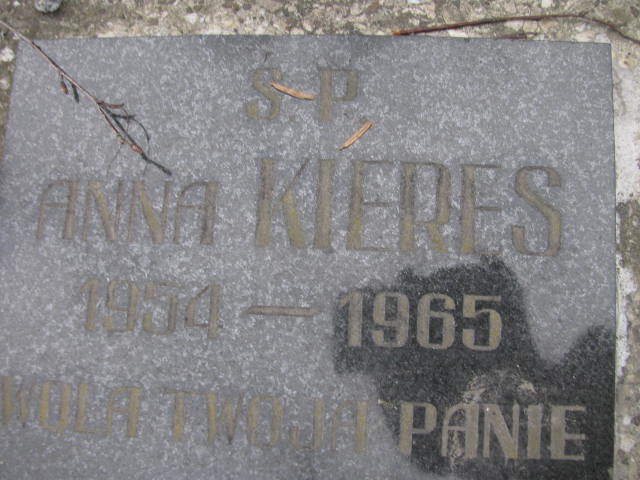 Ś P
ANNA KIERES
1954 — 1965
WOLA TWOJA PANIE